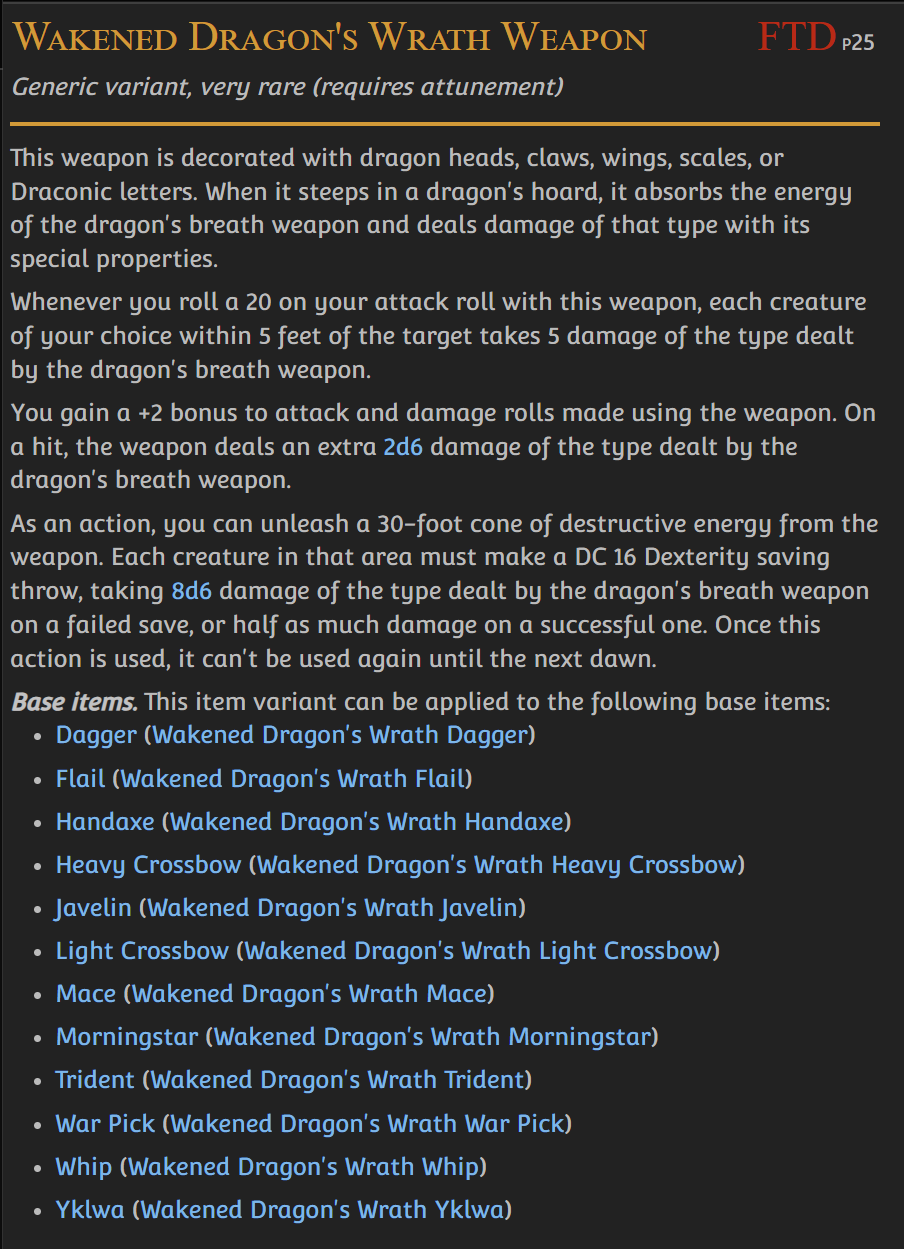 Wakened Dragon's Wrath Weapon FTD P25
Generic variant, very rare (requires attunement)
This weapon is decorated with dragon heads, claws, wings, scales, or
Draconic letters. When it steeps in a dragon's hoard, it absorbs the energy
of the dragon's breath weapon and deals damage of that type with its
special properties.
Whenever you roll a 20 on your attack roll with this weapon, each creature
of your choice within 5 feet of the target takes 5 damage of the type dealt
by the dragon's breath weapon.
You gain a +2 bonus to attack and damage rolls made using the weapon. On
a hit, the weapon deals an extra 2d6 damage of the type dealt by the
dragon's breath weapon.
As an action, you can unleash a 30-foot cone of destructive energy from the
weapon. Each creature in that area must make a DC 16 Dexterity saving
throw, taking 8d6 damage of the type dealt by the dragon's breath weapon
on a failed save, or half as much damage on a successful one. Once this
action is used, it can't be used again until the next dawn.
Base items. This item variant can be applied to the following base items:
• Dagger (Wakened Dragon's Wrath Dagger)
• Flail (Wakened Dragon's Wrath Flail)
• Handaxe (Wakened Dragon's Wrath Handaxe)
• Heavy Crossbow (Wakened Dragon's Wrath Heavy Crossbow)
• Javelin (Wakened Dragon's Wrath Javelin)
• Light Crossbow (Wakened Dragon's Wrath Light Crossbow)
• Mace (Wakened Dragon's Wrath Mace)
• Morningstar (Wakened Dragon's Wrath Morningstar)
• Trident (Wakened Dragon's Wrath Trident)
• War Pick (Wakened Dragon's Wrath War Pick)
• Whip (Wakened Dragon's Wrath Whip)
• Yklwa (Wakened Dragon's Wrath Yklwa)